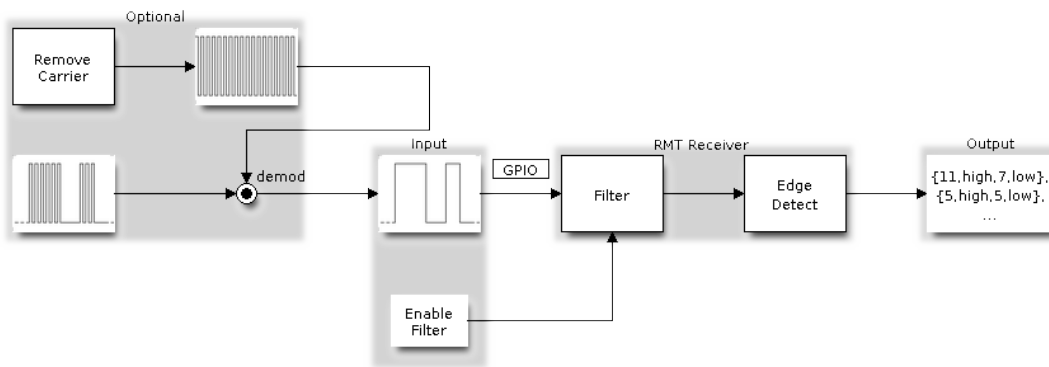 Optional
Remove
Carrier
demod
Input
GPIO
RMT Receiver
Filter
Edge
Detect
Output
{11,high,7,low},
{5,high,5,low},
...
Enable
Filter